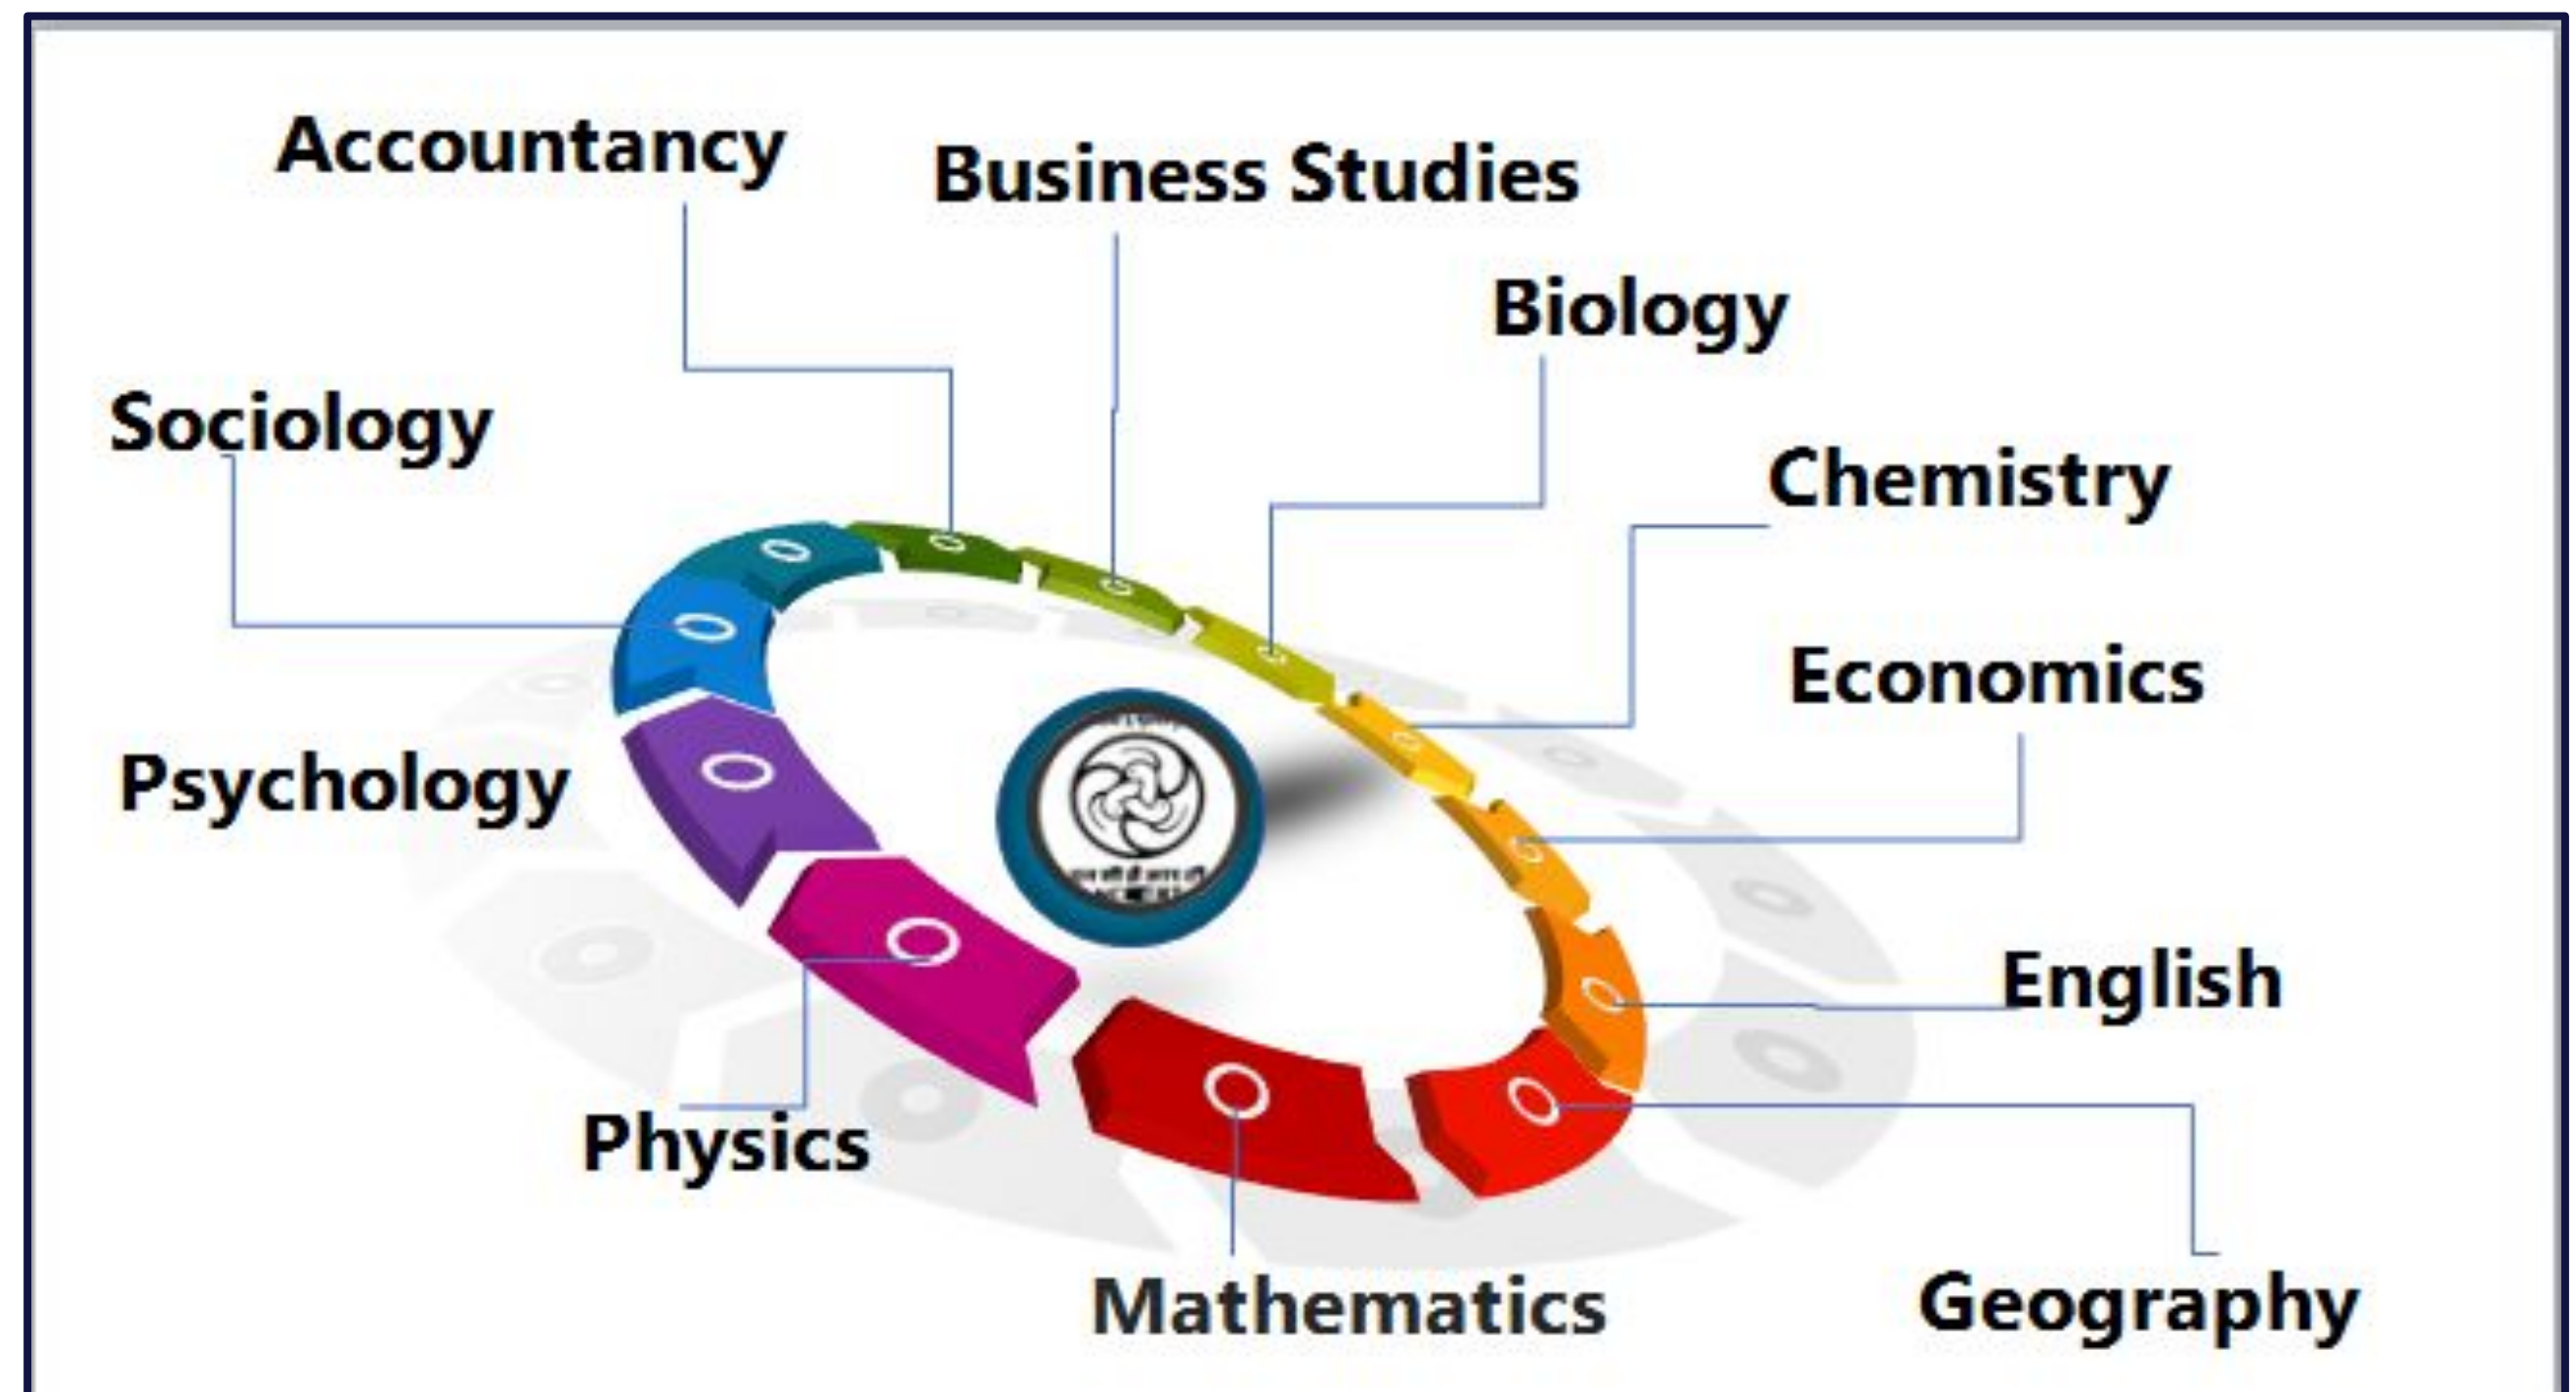 Accountancy
Business Studies
Biology
Sociology
Chemistry
Economics
Psychology
English
Physics
Mathematics
Geography